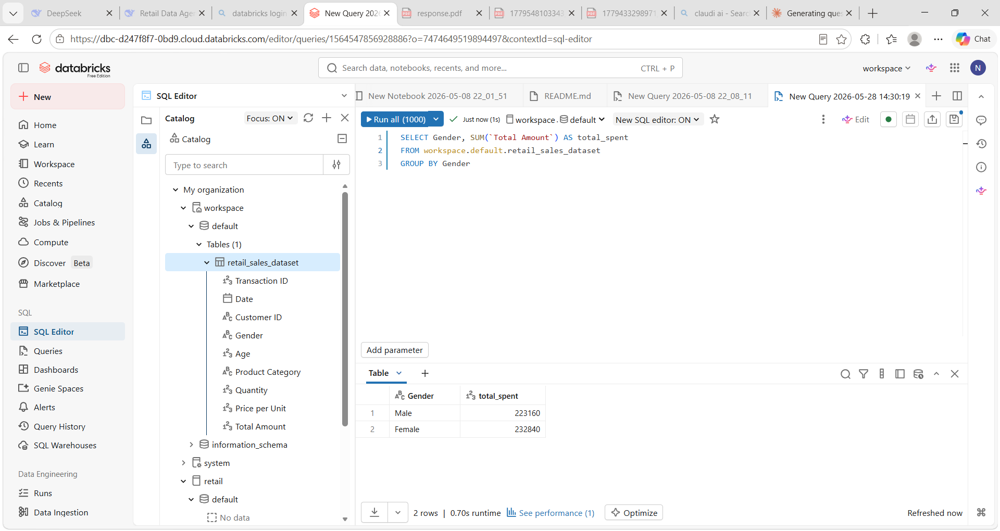 DeepSeek
Retail Data Ager
databricks login
New Query 202
response.pdf
1779548103343
1779433298971
claudi ai - Searc
Generating ques
https://dbc-d247f8f7-0bd9.cloud.databricks.com/editor/queries/1564547856928886?o=7474649519894497&contextId=sql-editor
Chat
databricks
Free Edition
Search data, notebooks, recents, and more...
CTRL + P
workspace
N
New
Home
Learn
Workspace
Recents
Catalog
Jobs & Pipelines
Compute
Discover Beta
Marketplace
SQL
SQL Editor
Queries
Dashboards
Genie Spaces
Alerts
Query History
SQL Warehouses
Data Engineering
Runs
Data Ingestion
SQL Editor
Catalog
Focus: ON
Catalog
Type to search
My organization
workspace
default
Tables (1)
retail_sales_dataset
Transaction ID
Date
Customer ID
Gender
Age
Product Category
Quantity
Price per Unit
Total Amount
information_schema
system
retail
default
No data
New Notebook 2026-05-08 22_01_51
README.md
New Query 2026-05-08 22_08_11
New Query 2026-05-28 14:30:19
Run all (1000)
Just now (1s)
workspace.
default
New SQL editor: ON
Edit
1 SELECT Gender, SUM(`Total Amount`) AS total_spent
2 FROM workspace.default.retail_sales_dataset
3 GROUP BY Gender
Add parameter
Table
Gender total_spent
1 Male 223160
2 Female 232840
2 rows | 0.70s runtime
See performance (1)
Optimize
Refreshed now